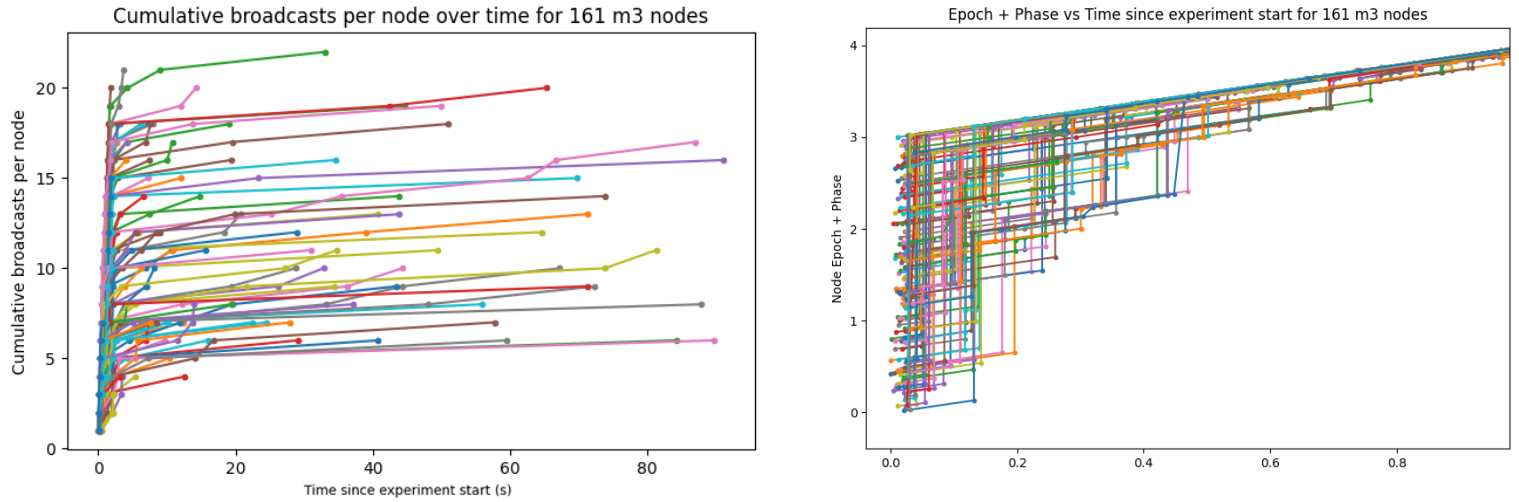 Cumulative broadcasts per node over time for 161 m3 nodes
Cumulative broadcasts per node
20
15
10
5
0
0 20 40 60 80
Time since experiment start (s)
Epoch + Phase vs Time since experiment start for 161 m3 nodes
Node Epoch + Phase
4
3
2
1
0
0.0 0.2 0.4 0.6 0.8